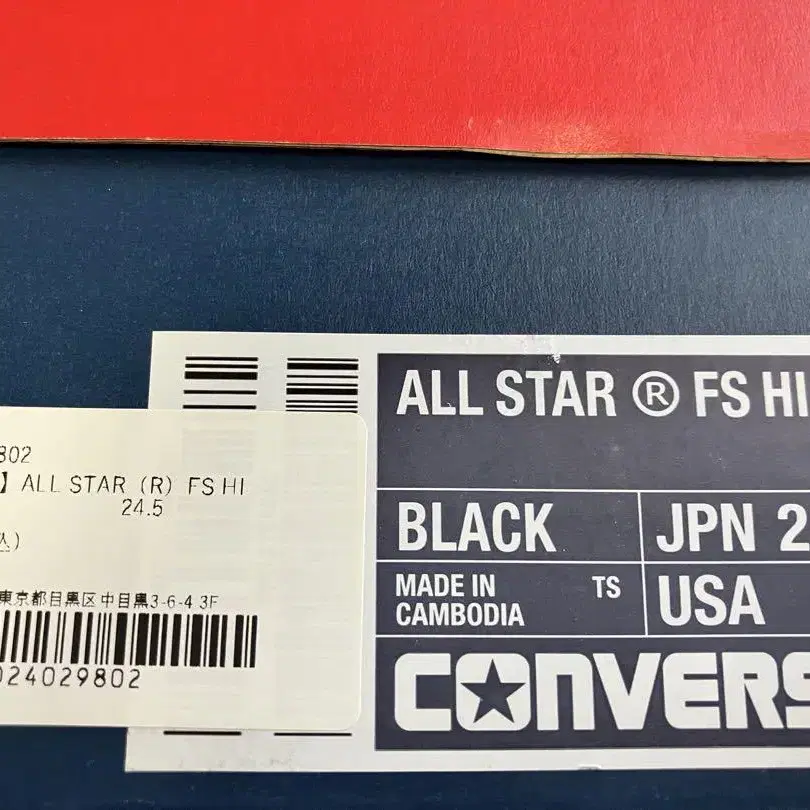 802
】ALL STAR (R) FS HI
24.5
込)
東京都目黒区中目黒3-6-4 3F
024029802
ALL STAR ® FS HI
BLACK
JPN 2
MADE IN
CAMBODIA
TS
USA
CONVERS